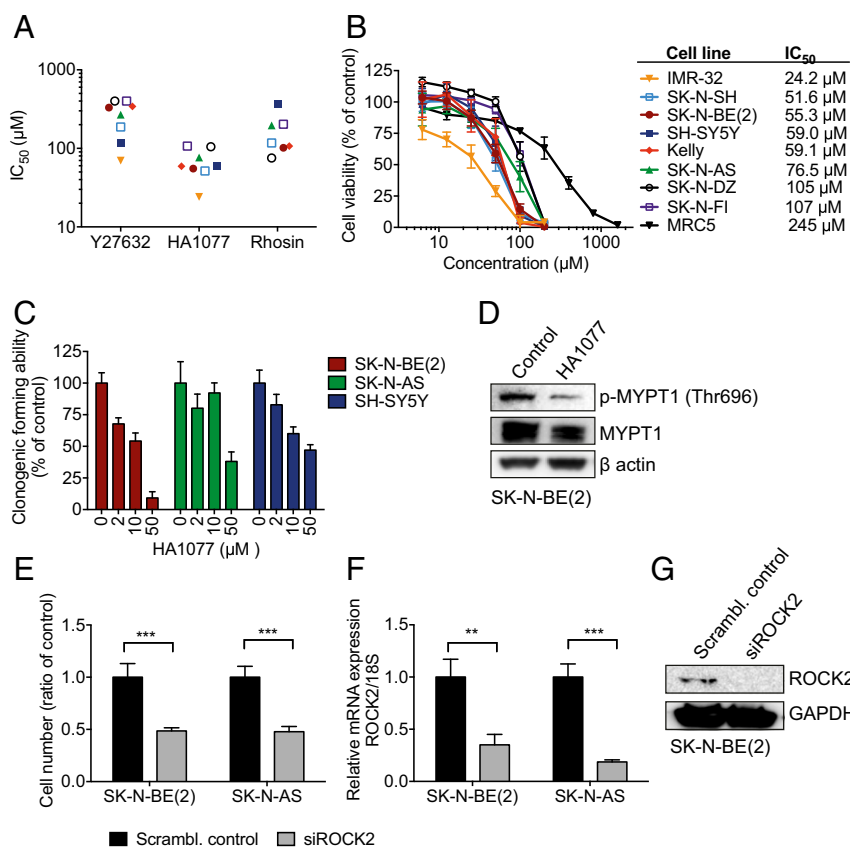 A
1000
100
10
IC50 (µM)
Y27632 HA1077 Rhosin
B
125
100
75
50
25
0
Cell viability (% of control)
10 100 1000
Concentration (µM)
Cell line IC50
IMR-32 24.2 µM
SK-N-SH 51.6 µM
SK-N-BE(2) 55.3 µM
SH-SY5Y 59.0 µM
Kelly 59.1 µM
SK-N-AS 76.5 µM
SK-N-DZ 105 µM
SK-N-FI 107 µM
MRC5 245 µM
C
125
100
75
50
25
0
Clonogenic forming ability
(% of control)
0 2 10 50 0 2 10 50 0 2 10 50
HA1077 (µM )
SK-N-BE(2)
SK-N-AS
SH-SY5Y
D
Control HA1077
p-MYPT1 (Thr696)
MYPT1
β actin
SK-N-BE(2)
E
1.5
1.0
0.5
0.0
Cell number (ratio of control)
*** ***
SK-N-BE(2) SK-N-AS
F
1.5
1.0
0.5
0.0
Relative mRNA expression
ROCK2/18S
** ***
SK-N-BE(2) SK-N-AS
Scrambl. control siROCK2
G
Scrambl. control siROCK2
ROCK2
GAPDH
SK-N-BE(2)